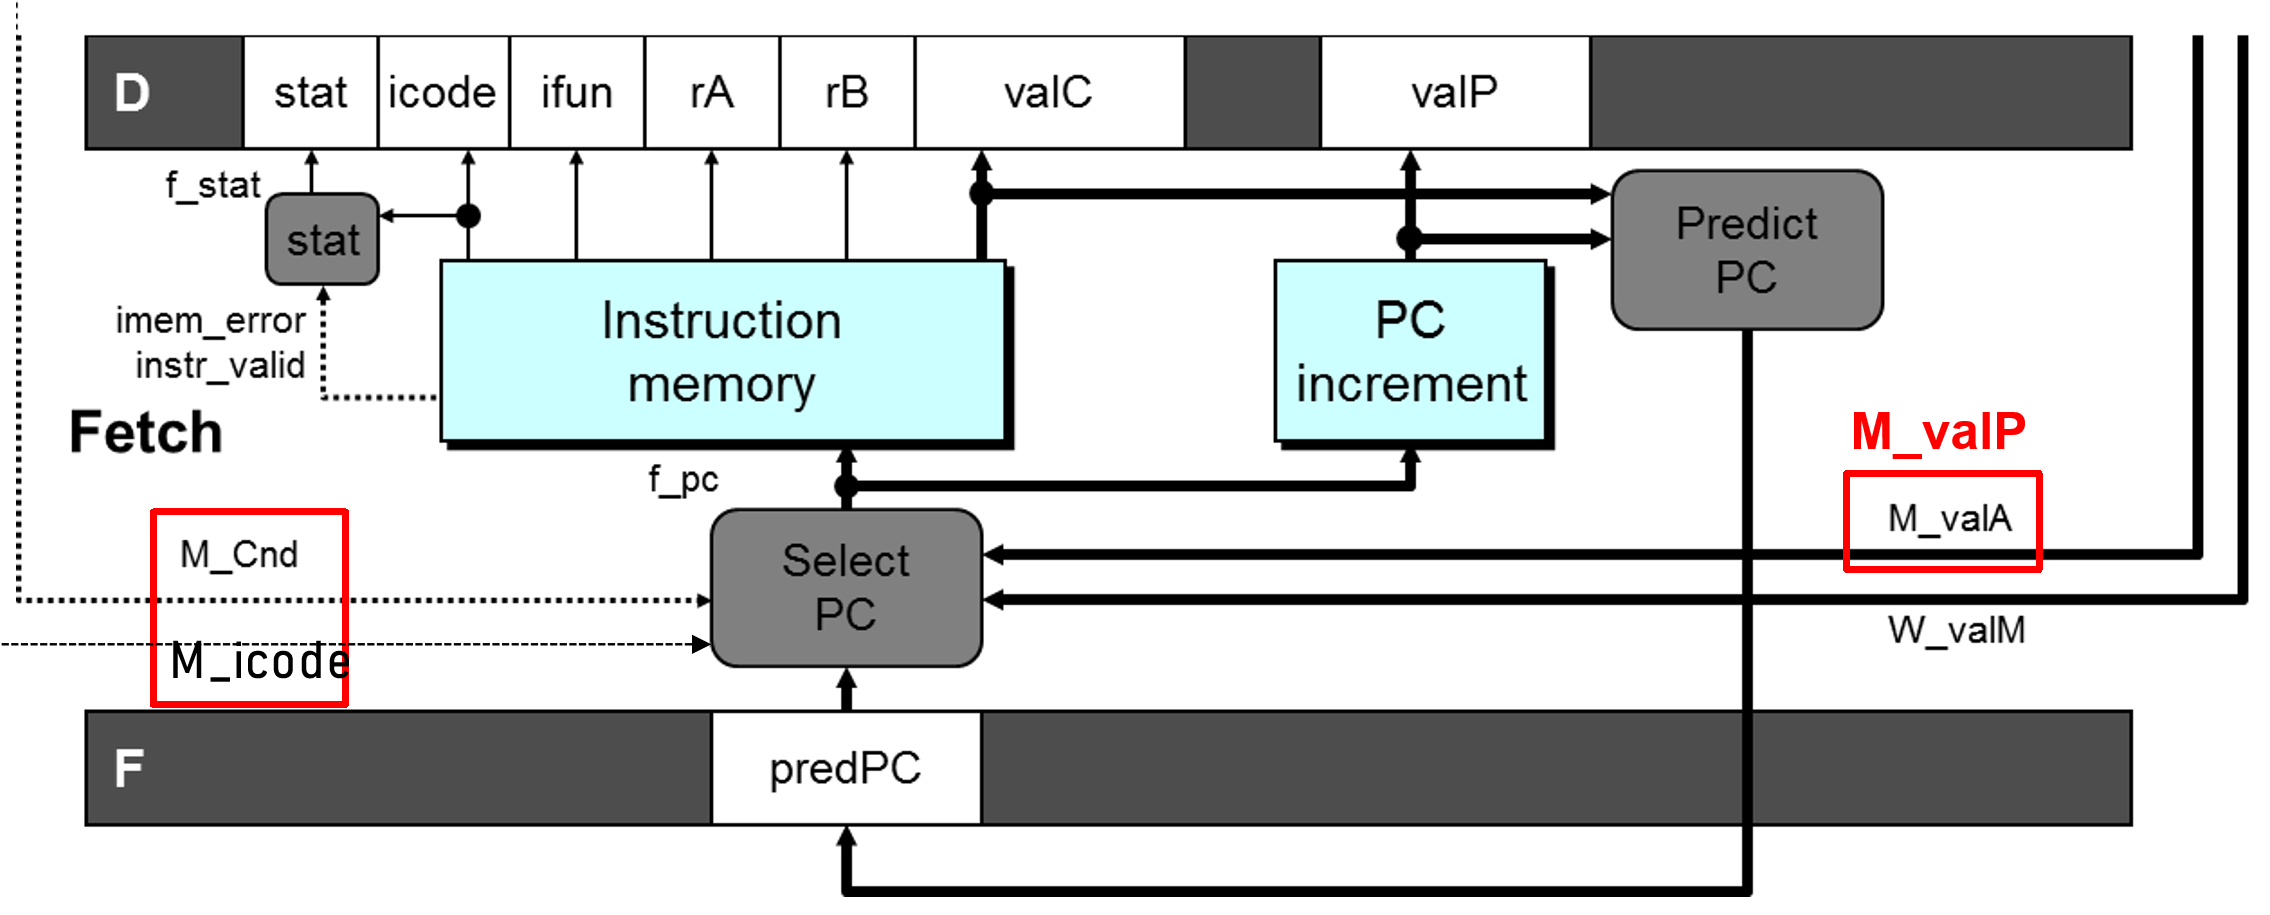 D
stat
icode
ifun
rA
rB
valC
valP
f_stat
stat
Predict
PC
imem_error
instr_valid
Instruction
memory
PC
increment
Fetch
M_valP
f_pc
M_valA
M_Cnd
Select
PC
W_valM
M_icode
F
predPC